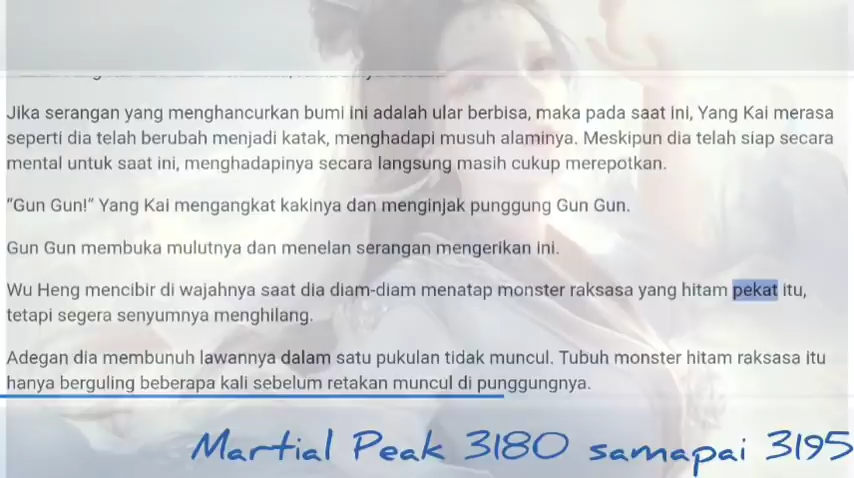 Jika serangan yang menghancurkan bumi ini adalah ular berbisa, maka pada saat ini, Yang Kai merasa
seperti dia telah berubah menjadi katak, menghadapi musuh alaminya. Meskipun dia telah siap secara
mental untuk saat ini, menghadapinya secara langsung masih cukup merepotkan.
“Gun Gun!” Yang Kai mengangkat kakinya dan menginjak punggung Gun Gun.
Gun Gun membuka mulutnya dan menelan serangan mengerikan ini.
Wu Heng mencibir di wajahnya saat dia diam-diam menatap monster raksasa yang hitam pekat itu,
tetapi segera senyumnya menghilang.
Adegan dia membunuh lawannya dalam satu pukulan tidak muncul. Tubuh monster hitam raksasa itu
hanya berguling beberapa kali sebelum retakan muncul di punggungnya.
Martial Peak 3180 samapai 3195